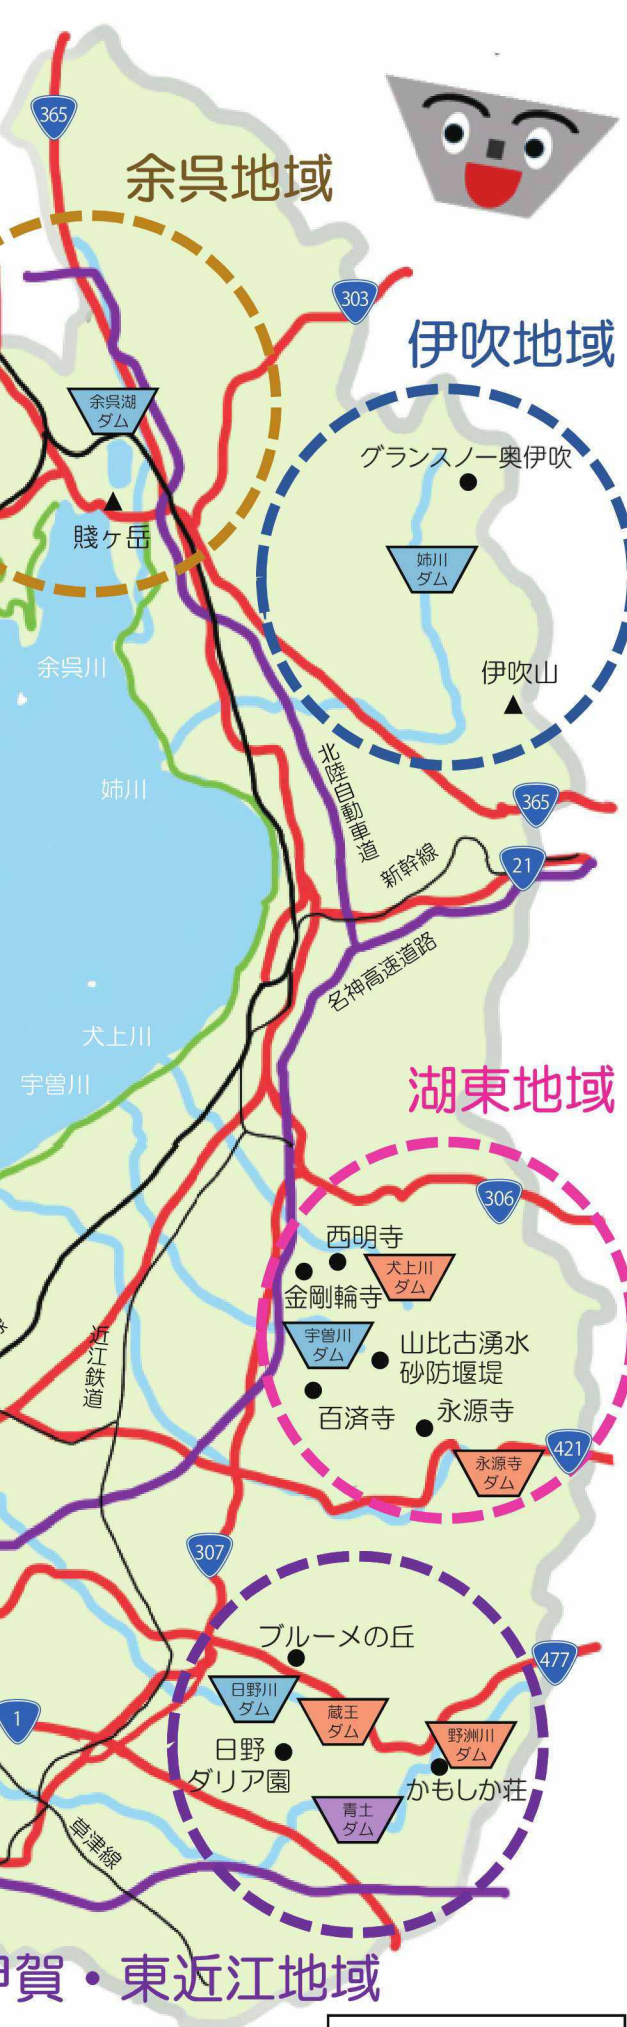 365
余呉地域
303
伊吹地域
余呉湖
ダム
グランスノー奥伊吹
賤ヶ岳
姉川
ダム
余呉川
伊吹山
姉川
北陸自動車道
365
新幹線
21
名神高速道路
犬上川
宇曽川
湖東地域
306
西明寺
犬上川
ダム
金剛輪寺
宇曽川
ダム
山比古湧水
砂防堰堤
近江鉄道
百済寺
永源寺
421
永源寺
ダム
307
ブルーメの丘
477
日野川
ダム
蔵王
ダム
1
野洲川
ダム
日野
ダリア園
かもしか荘
青土
ダム
草津線
賀・東近江地域